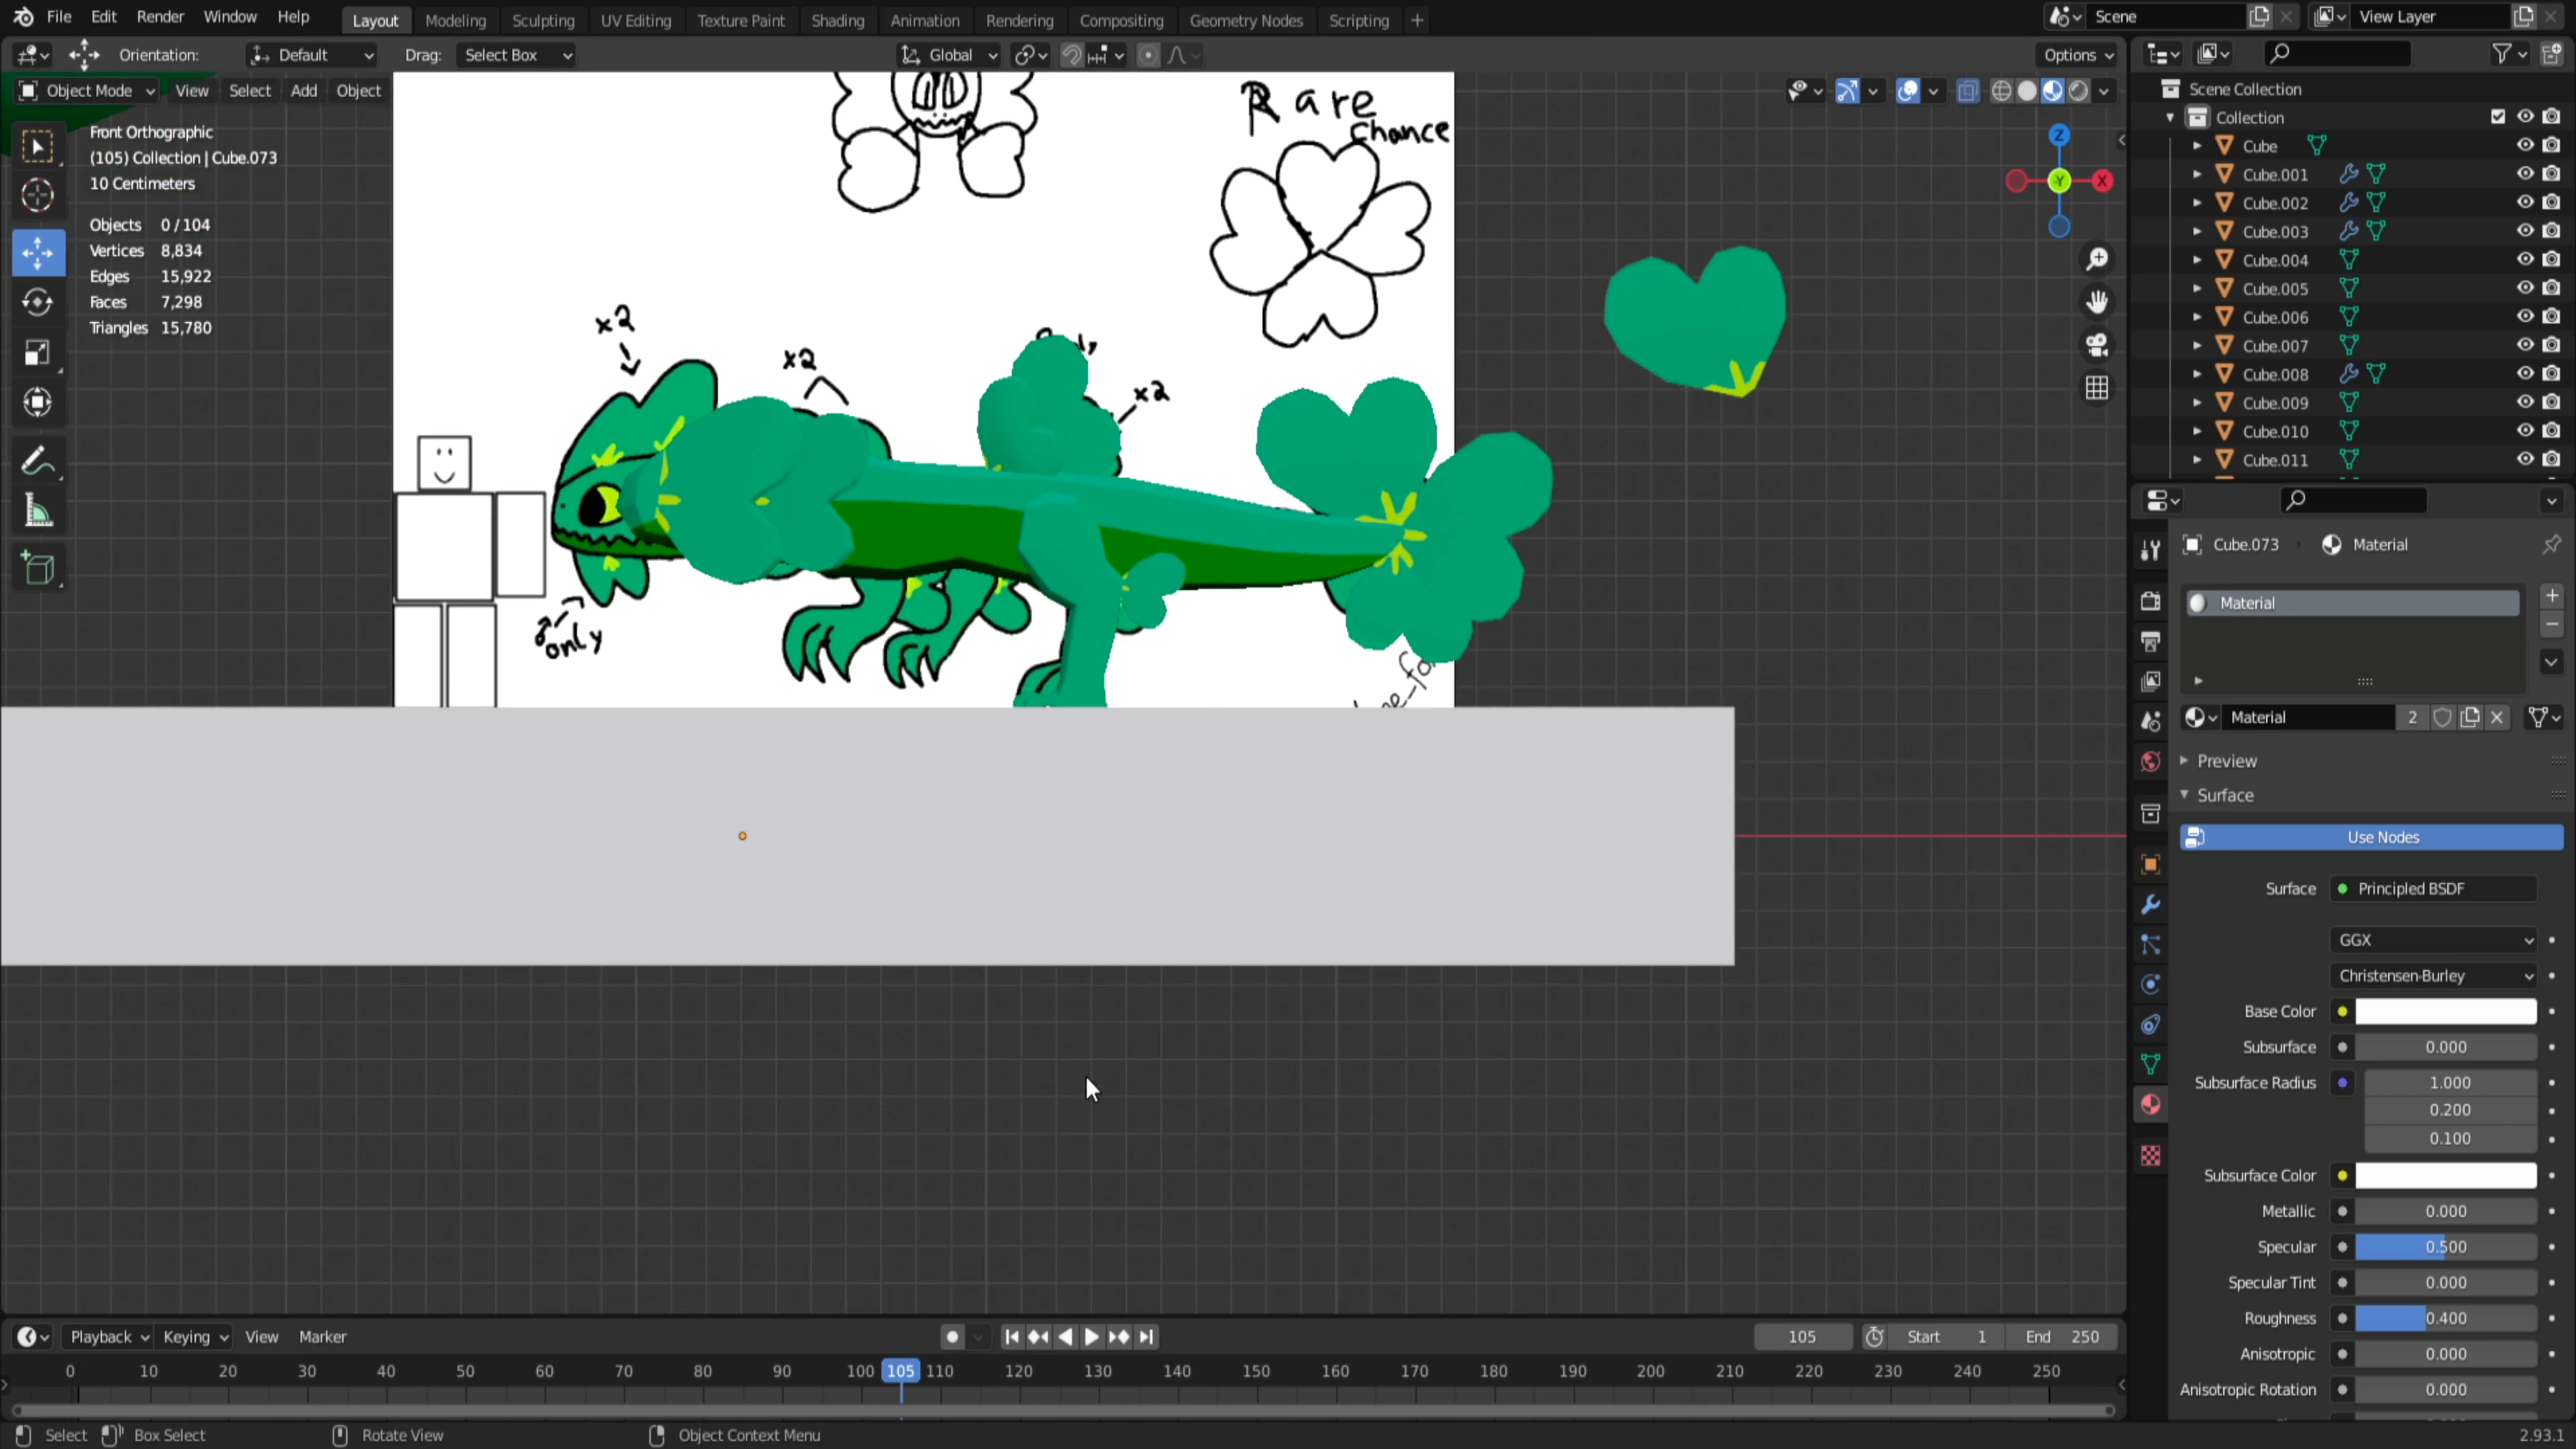 File Edit Render Window Help
Layout Modeling Sculpting UV Editing Texture Paint Shading Animation Rendering Compositing Geometry Nodes Scripting +
Scene
View Layer
Orientation: Default Drag: Select Box
Global
Options
Object Mode View Select Add Object
Front Orthographic
(105) Collection | Cube.073
10 Centimeters
Objects 0 / 104
Vertices 8,834
Edges 15,922
Faces 7,298
Triangles 15,780
Rare
Chance
x2
x2
x2
♂ only
Z
Y
X
Scene Collection
Collection
Cube
Cube.001
Cube.002
Cube.003
Cube.004
Cube.005
Cube.006
Cube.007
Cube.008
Cube.009
Cube.010
Cube.011
Cube.073 Material
Material
Material 2
Preview
Surface
Use Nodes
Surface Principled BSDF
GGX
Christensen-Burley
Base Color
Subsurface 0.000
Subsurface Radius 1.000
0.200
0.100
Subsurface Color
Metallic 0.000
Specular 0.500
Specular Tint 0.000
Roughness 0.400
Anisotropic 0.000
Anisotropic Rotation 0.000
Playback Keying View Marker
105 Start 1 End 250
0 10 20 30 40 50 60 70 80 90 100 105 110 120 130 140 150 160 170 180 190 200 210 220 230 240 250
Select Box Select Rotate View Object Context Menu 2.93.1